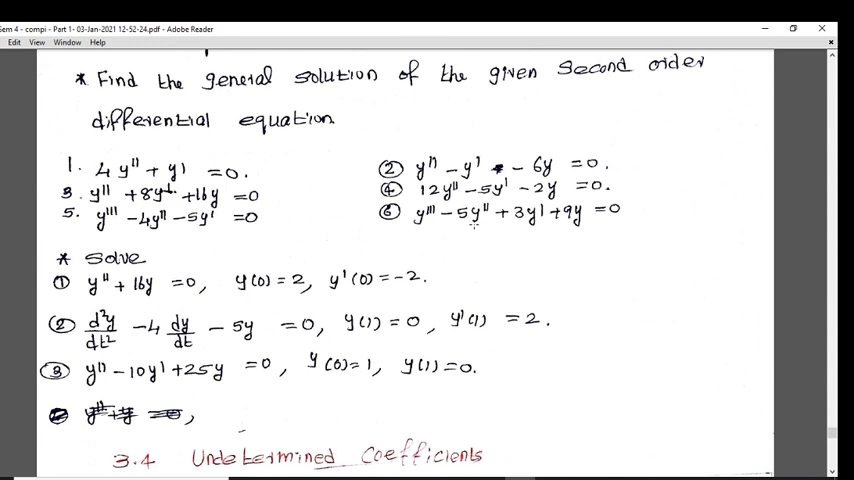 Sem 4 - compi - Part 1- 03-Jan-2021 12-52-24.pdf - Adobe Reader
Edit View Window Help
* Find the general solution of the given second order
differential equation.
1. 4y" + y' = 0.
② y" - y' - 6y = 0.
3. y" + 8y' + 16y = 0
④ 12y" - 5y' - 2y = 0.
5. y''' - 4y" - 5y' = 0
⑥ y''' - 5y" + 3y' + 9y = 0
* Solve
① y" + 16y = 0, y(0) = 2, y'(0) = -2.
② d²y/dt² - 4 dy/dt - 5y = 0, y(1) = 0, y'(1) = 2.
③ y" - 10y' + 25y = 0, y(0) = 1, y(1) = 0.
3.4 Undetermined Coefficients